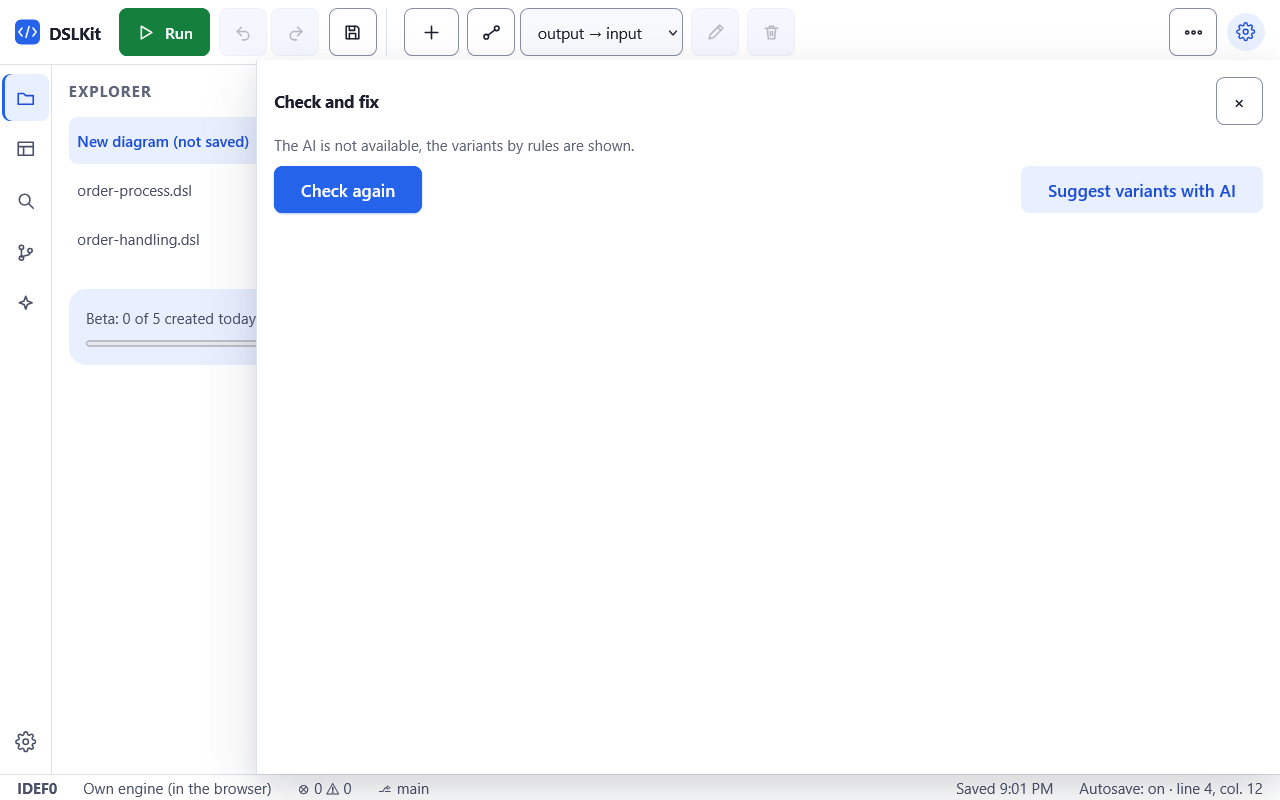 DSLKit
Run
output → input
EXPLORER
New diagram (not saved)
order-process.dsl
order-handling.dsl
Beta: 0 of 5 created today
Check and fix
×
The AI is not available, the variants by rules are shown.
Check again
Suggest variants with AI
IDEF0
Own engine (in the browser)
⊗ 0 ⚠ 0
main
Saved 9:01 PM
Autosave: on · line 4, col. 12